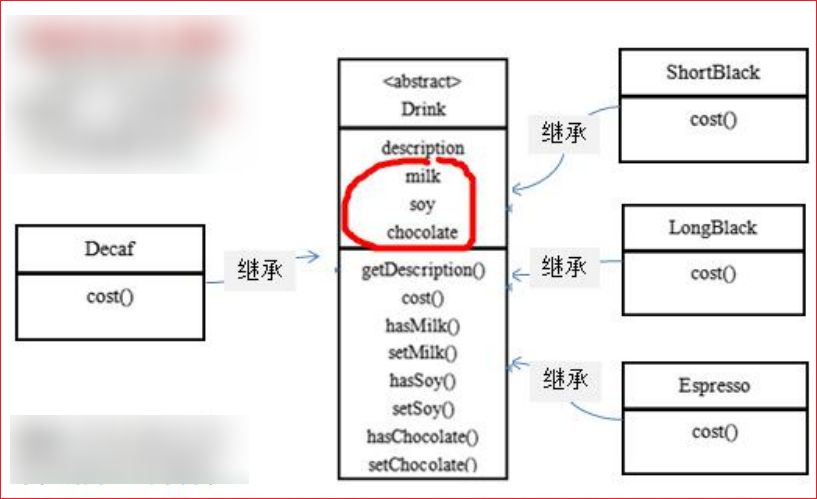 <abstract>
Drink
description
milk
soy
chocolate
getDescription()
cost()
hasMilk()
setMilk()
hasSoy()
setSoy()
hasChocolate()
setChocolate()
Decaf
cost()
继承
ShortBlack
cost()
继承
LongBlack
cost()
继承
Espresso
cost()
继承